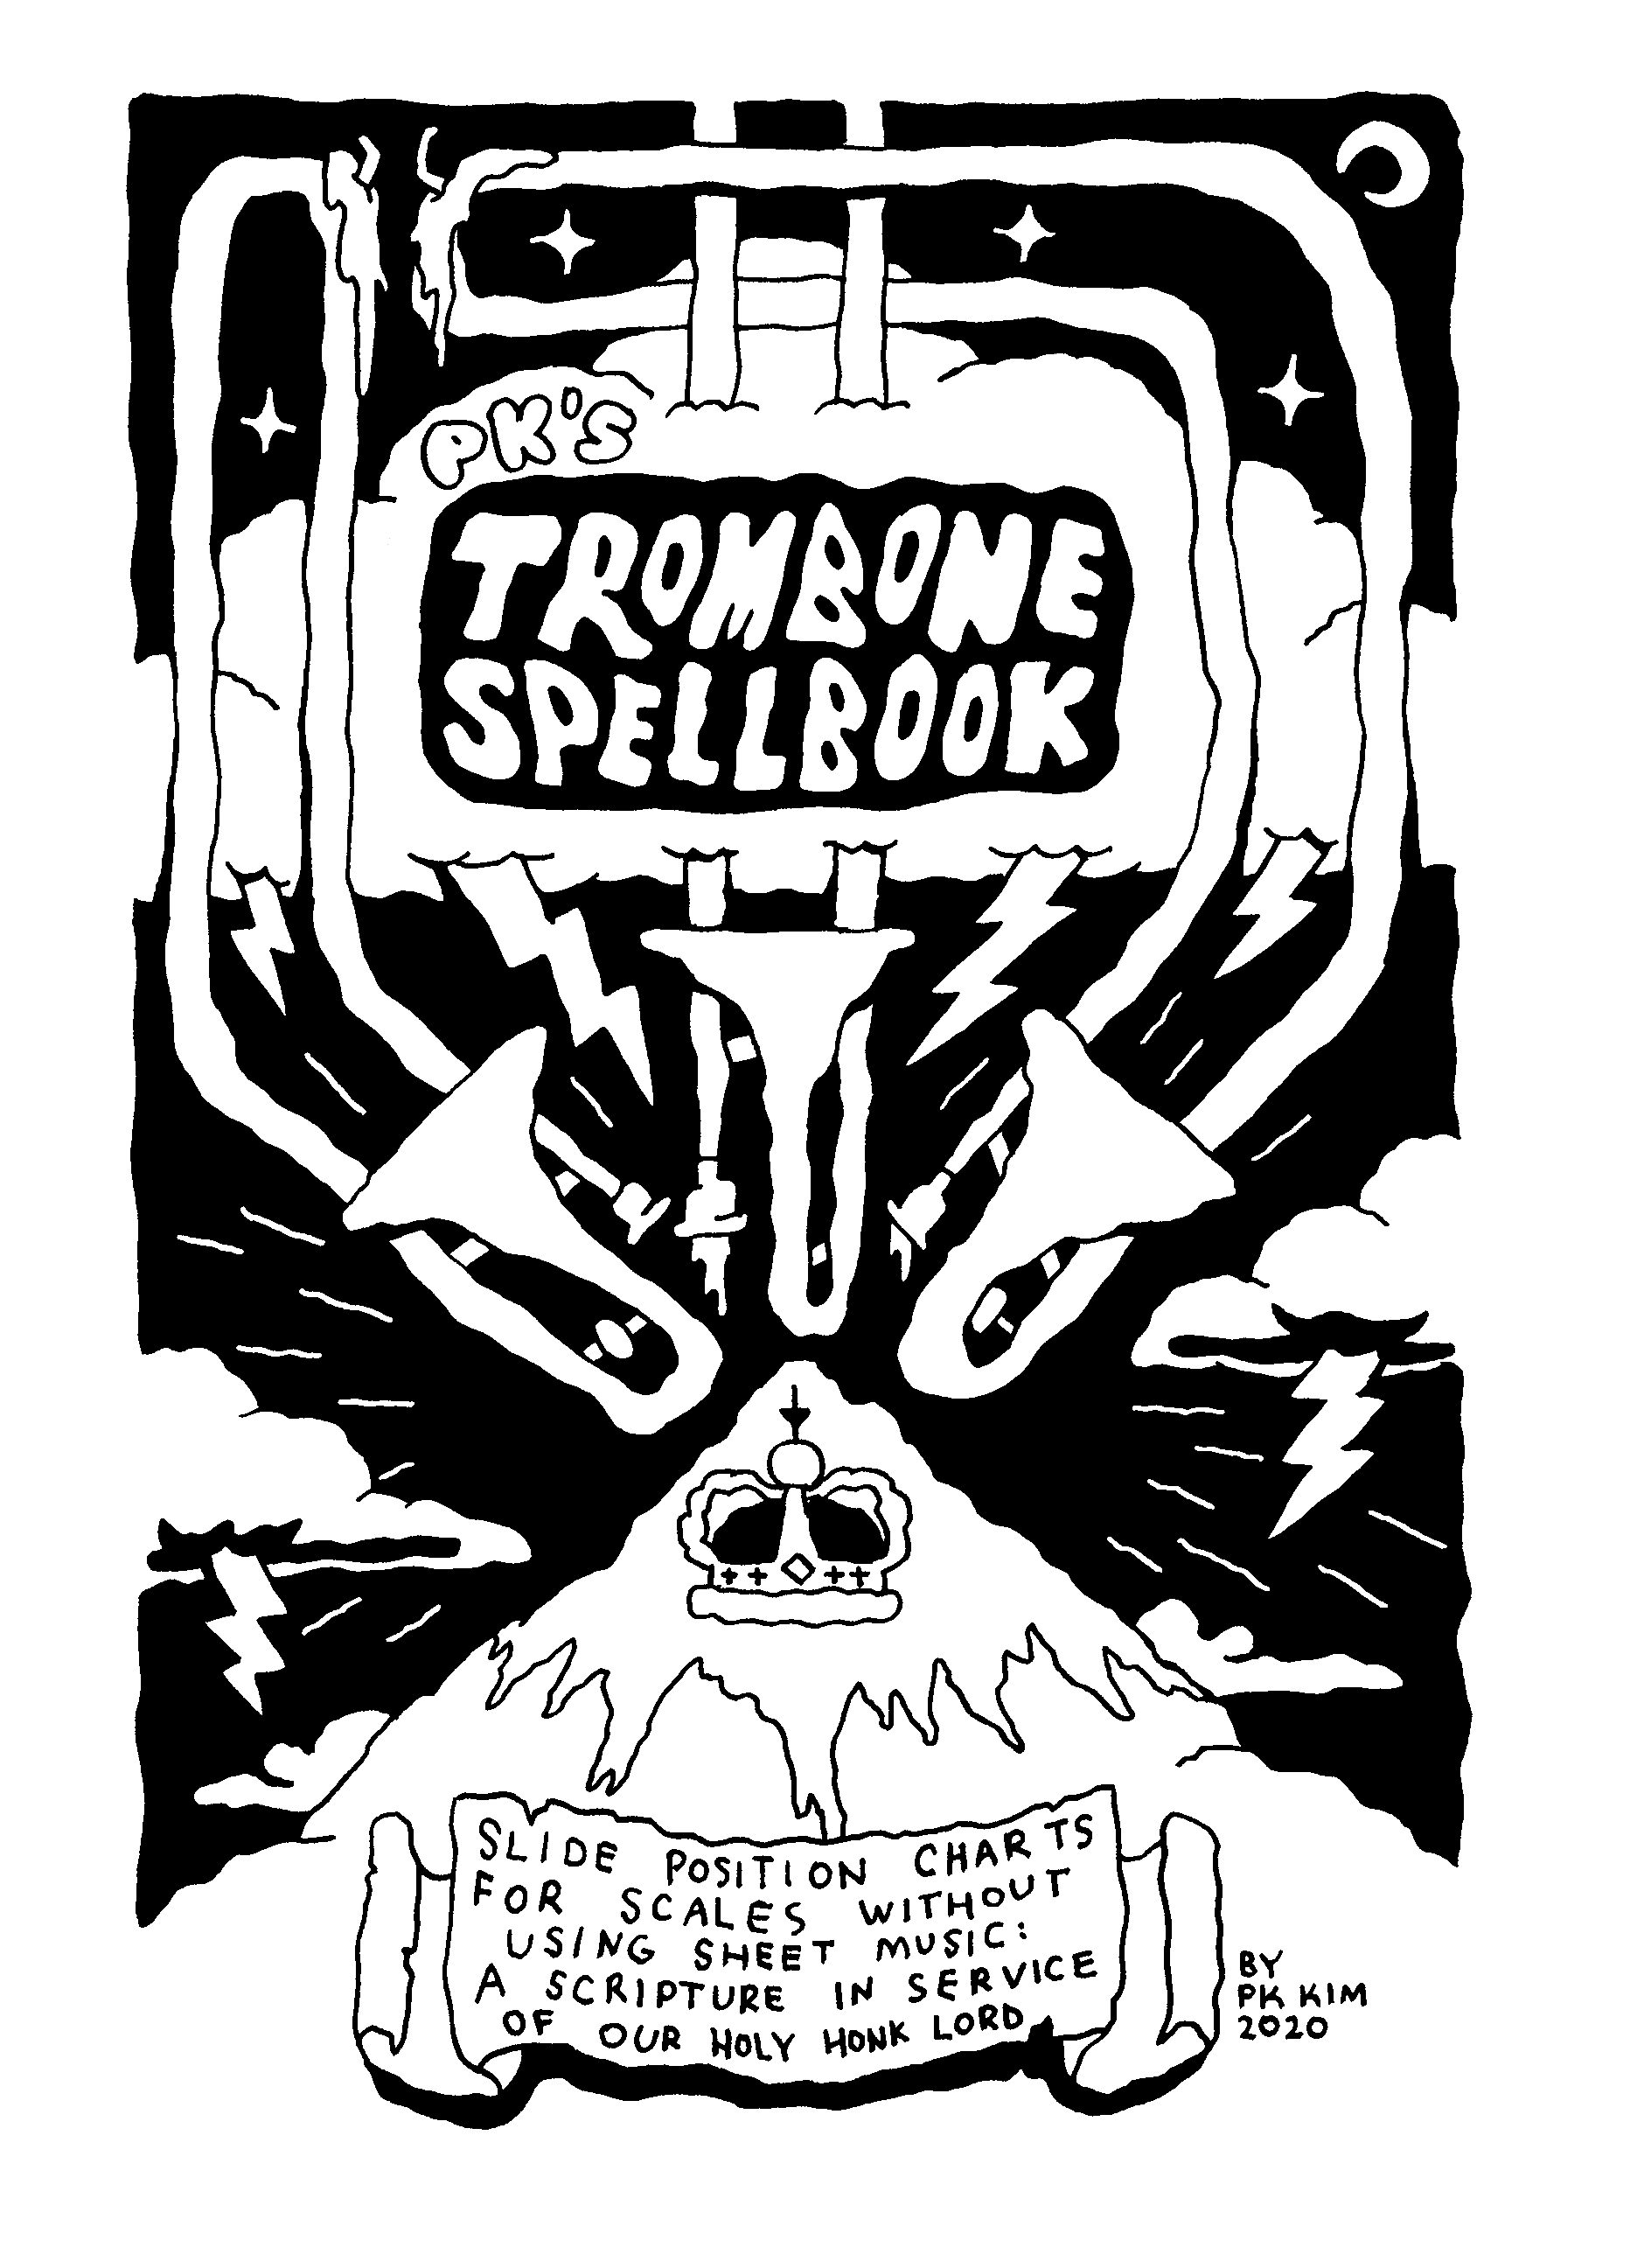 PK'S
TROMBONE
SPELLBOOK
SLIDE POSITION CHARTS
FOR SCALES WITHOUT
USING SHEET MUSIC:
A SCRIPTURE IN SERVICE
OF OUR HOLY HONK LORD
BY
PK KIM
2020